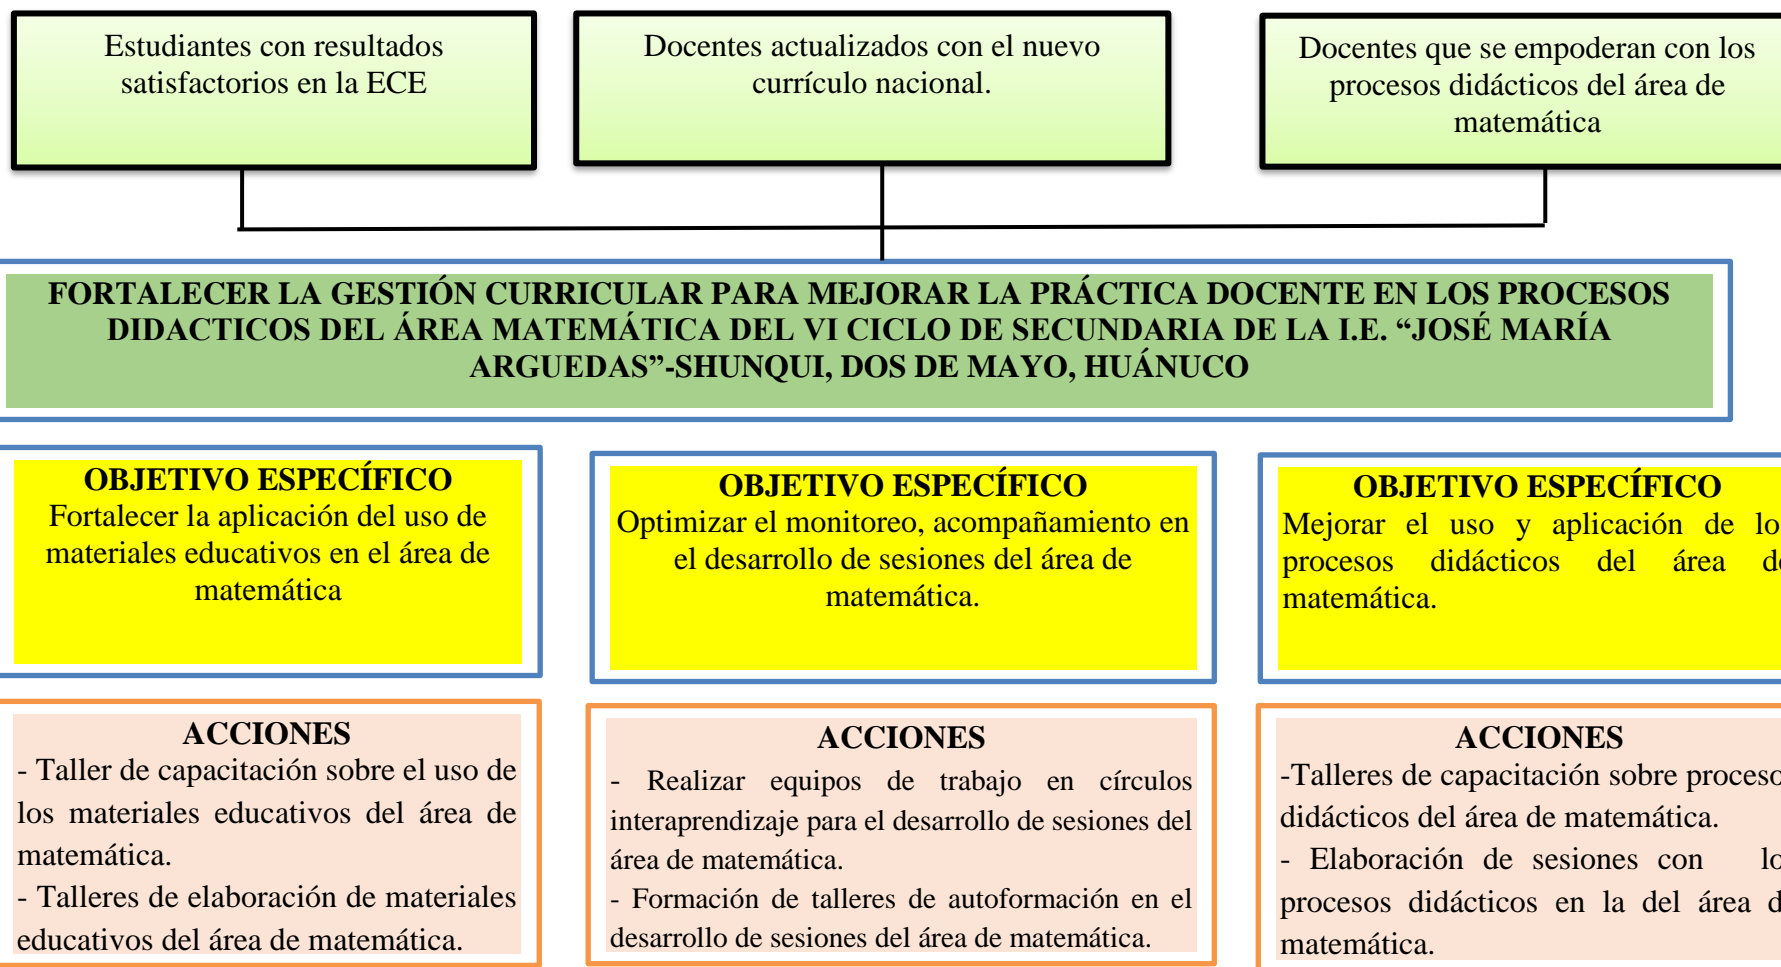 Estudiantes con resultados
satisfactorios en la ECE
Docentes actualizados con el nuevo
currículo nacional.
Docentes que se empoderan con los
procesos didácticos del área de
matemática
FORTALECER LA GESTIÓN CURRICULAR PARA MEJORAR LA PRÁCTICA DOCENTE EN LOS PROCESOS
DIDACTICOS DEL ÁREA MATEMÁTICA DEL VI CICLO DE SECUNDARIA DE LA I.E. “JOSÉ MARÍA
ARGUEDAS”-SHUNQUI, DOS DE MAYO, HUÁNUCO
OBJETIVO ESPECÍFICO
Fortalecer la aplicación del uso de
materiales educativos en el área de
matemática
OBJETIVO ESPECÍFICO
Optimizar el monitoreo, acompañamiento en
el desarrollo de sesiones del área de
matemática.
OBJETIVO ESPECÍFICO
Mejorar el uso y aplicación de lo
procesos didácticos del área de
matemática.
ACCIONES
- Taller de capacitación sobre el uso de
los materiales educativos del área de
matemática.
- Talleres de elaboración de materiales
educativos del área de matemática.
ACCIONES
- Realizar equipos de trabajo en círculos
interaprendizaje para el desarrollo de sesiones del
área de matemática.
- Formación de talleres de autoformación en el
desarrollo de sesiones del área de matemática.
ACCIONES
-Talleres de capacitación sobre proceso
didácticos del área de matemática.
- Elaboración de sesiones con lo
procesos didácticos en la del área d
matemática.